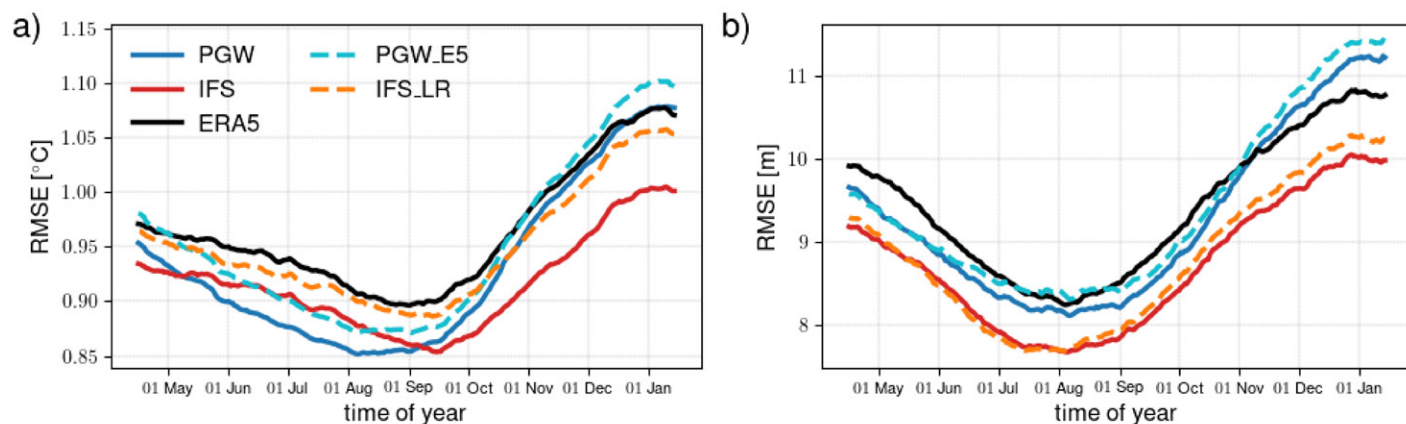 a)
1.15
1.10
1.05
1.00
0.95
0.90
0.85
RMSE [°C]
PGW
IFS
ERA5
PGW_E5
IFS_LR
01 May 01 Jun 01 Jul 01 Aug 01 Sep 01 Oct 01 Nov 01 Dec 01 Jan
time of year
b)
11
10
9
8
RMSE [m]
01 May 01 Jun 01 Jul 01 Aug 01 Sep 01 Oct 01 Nov 01 Dec 01 Jan
time of year